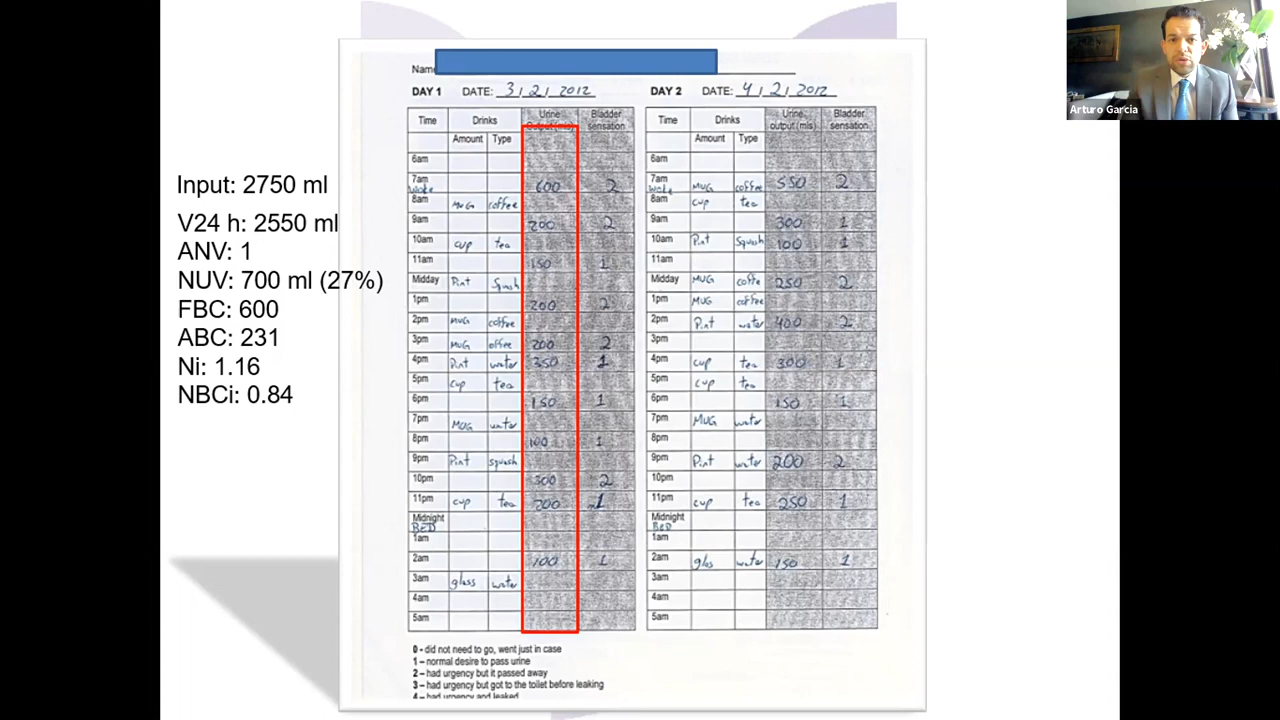 Arturo Garcia
Input: 2750 ml
V24 h: 2550 ml
ANV: 1
NUV: 700 ml (27%)
FBC: 600
ABC: 231
Ni: 1.16
NBCi: 0.84
Name
DAY 1 DATE: 3/2/2012
Time Drinks Urine output (mls) Bladder sensation
Amount Type
6am
7am woke 600 2
8am MUG coffee
9am 200 2
10am cup tea
11am 150 1
Midday Pint Squash
1pm 200 2
2pm MUG coffee
3pm MUG offee 200 2
4pm Pint water 350 1
5pm cup tea
6pm 150 1
7pm MUG water
8pm 100 1
9pm Pint squash
10pm 300 2
11pm cup tea 200 1
Midnight BED
1am
2am 100 1
3am glass water
4am
5am
DAY 2 DATE: 4/2/2012
Time Drinks Urine output (mls) Bladder sensation
Amount Type
6am
7am woke MUG coffee 550 2
8am cup tea
9am 300 1
10am Pint Squash 100 1
11am
Midday MUG coffe 250 2
1pm MUG coffee
2pm Pint water 400 2
3pm
4pm cup tea 300 1
5pm cup tea
6pm 150 1
7pm MUG water
8pm
9pm Pint water 200 2
10pm
11pm cup tea 250 1
Midnight BED
1am
2am glass water 150 1
3am
4am
5am
0 - did not need to go, went just in case
1 – normal desire to pass urine
2 – had urgency but it passed away
3 – had urgency but got to the toilet before leaking
4 – had urgency and leaked